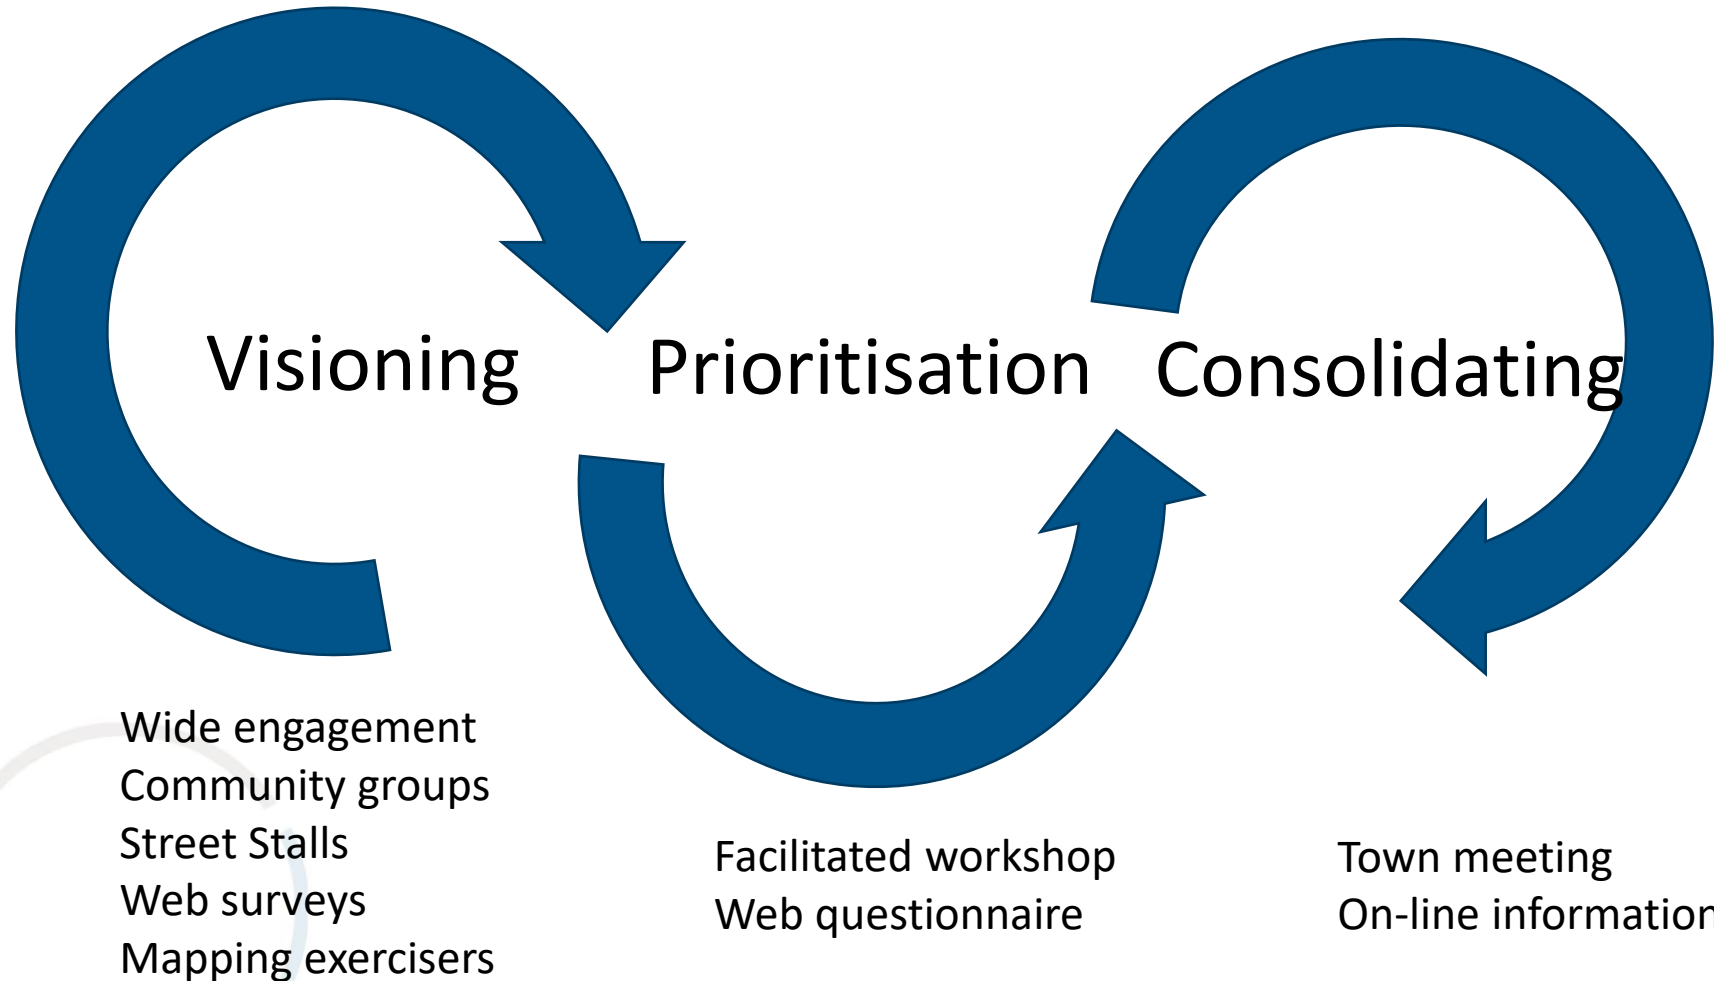 Visioning
Prioritisation
Consolidating
Wide engagement
Community groups
Street Stalls
Web surveys
Mapping exercisers
Facilitated workshop
Web questionnaire
Town meeting
On-line information